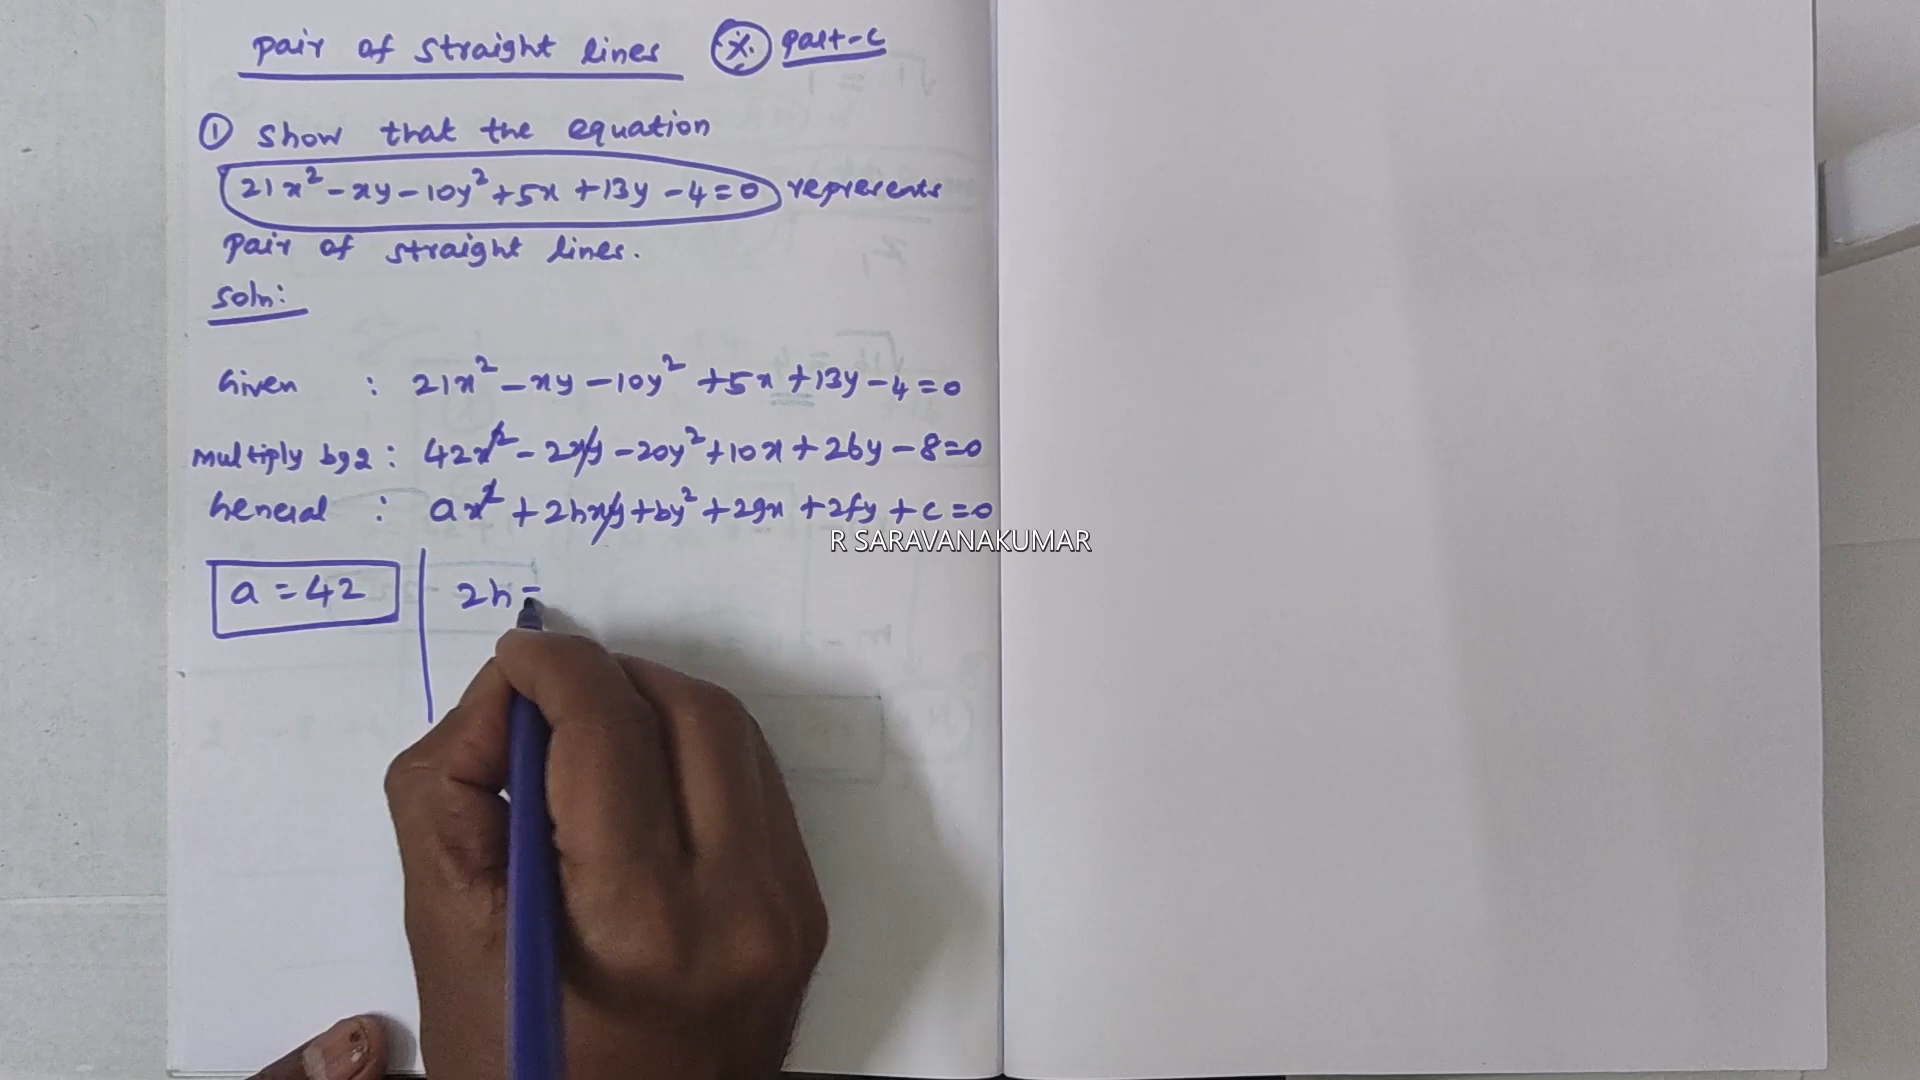 pair of straight lines X part-c
① Show that the equation
21x² - xy - 10y² + 5x + 13y - 4 = 0 represents
pair of straight lines.
Soln:
Given : 21x² - xy - 10y² + 5x + 13y - 4 = 0
Multiply by 2 : 42x² - 2xy - 20y² + 10x + 26y - 8 = 0
General : ax² + 2hxy + by² + 2gx + 2fy + c = 0
R SARAVANAKUMAR
a = 42 2h =